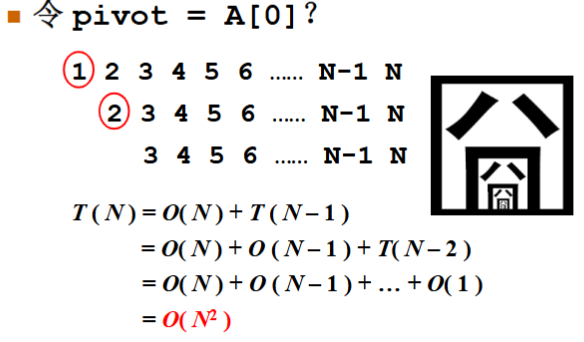 令 pivot = A[0]?
1 2 3 4 5 6 …… N-1 N
2 3 4 5 6 …… N-1 N
3 4 5 6 …… N-1 N
T(N)=O(N)+T(N-1)
=O(N)+O(N-1)+T(N-2)
=O(N)+O(N-1)+…+O(1)
=O(N²)